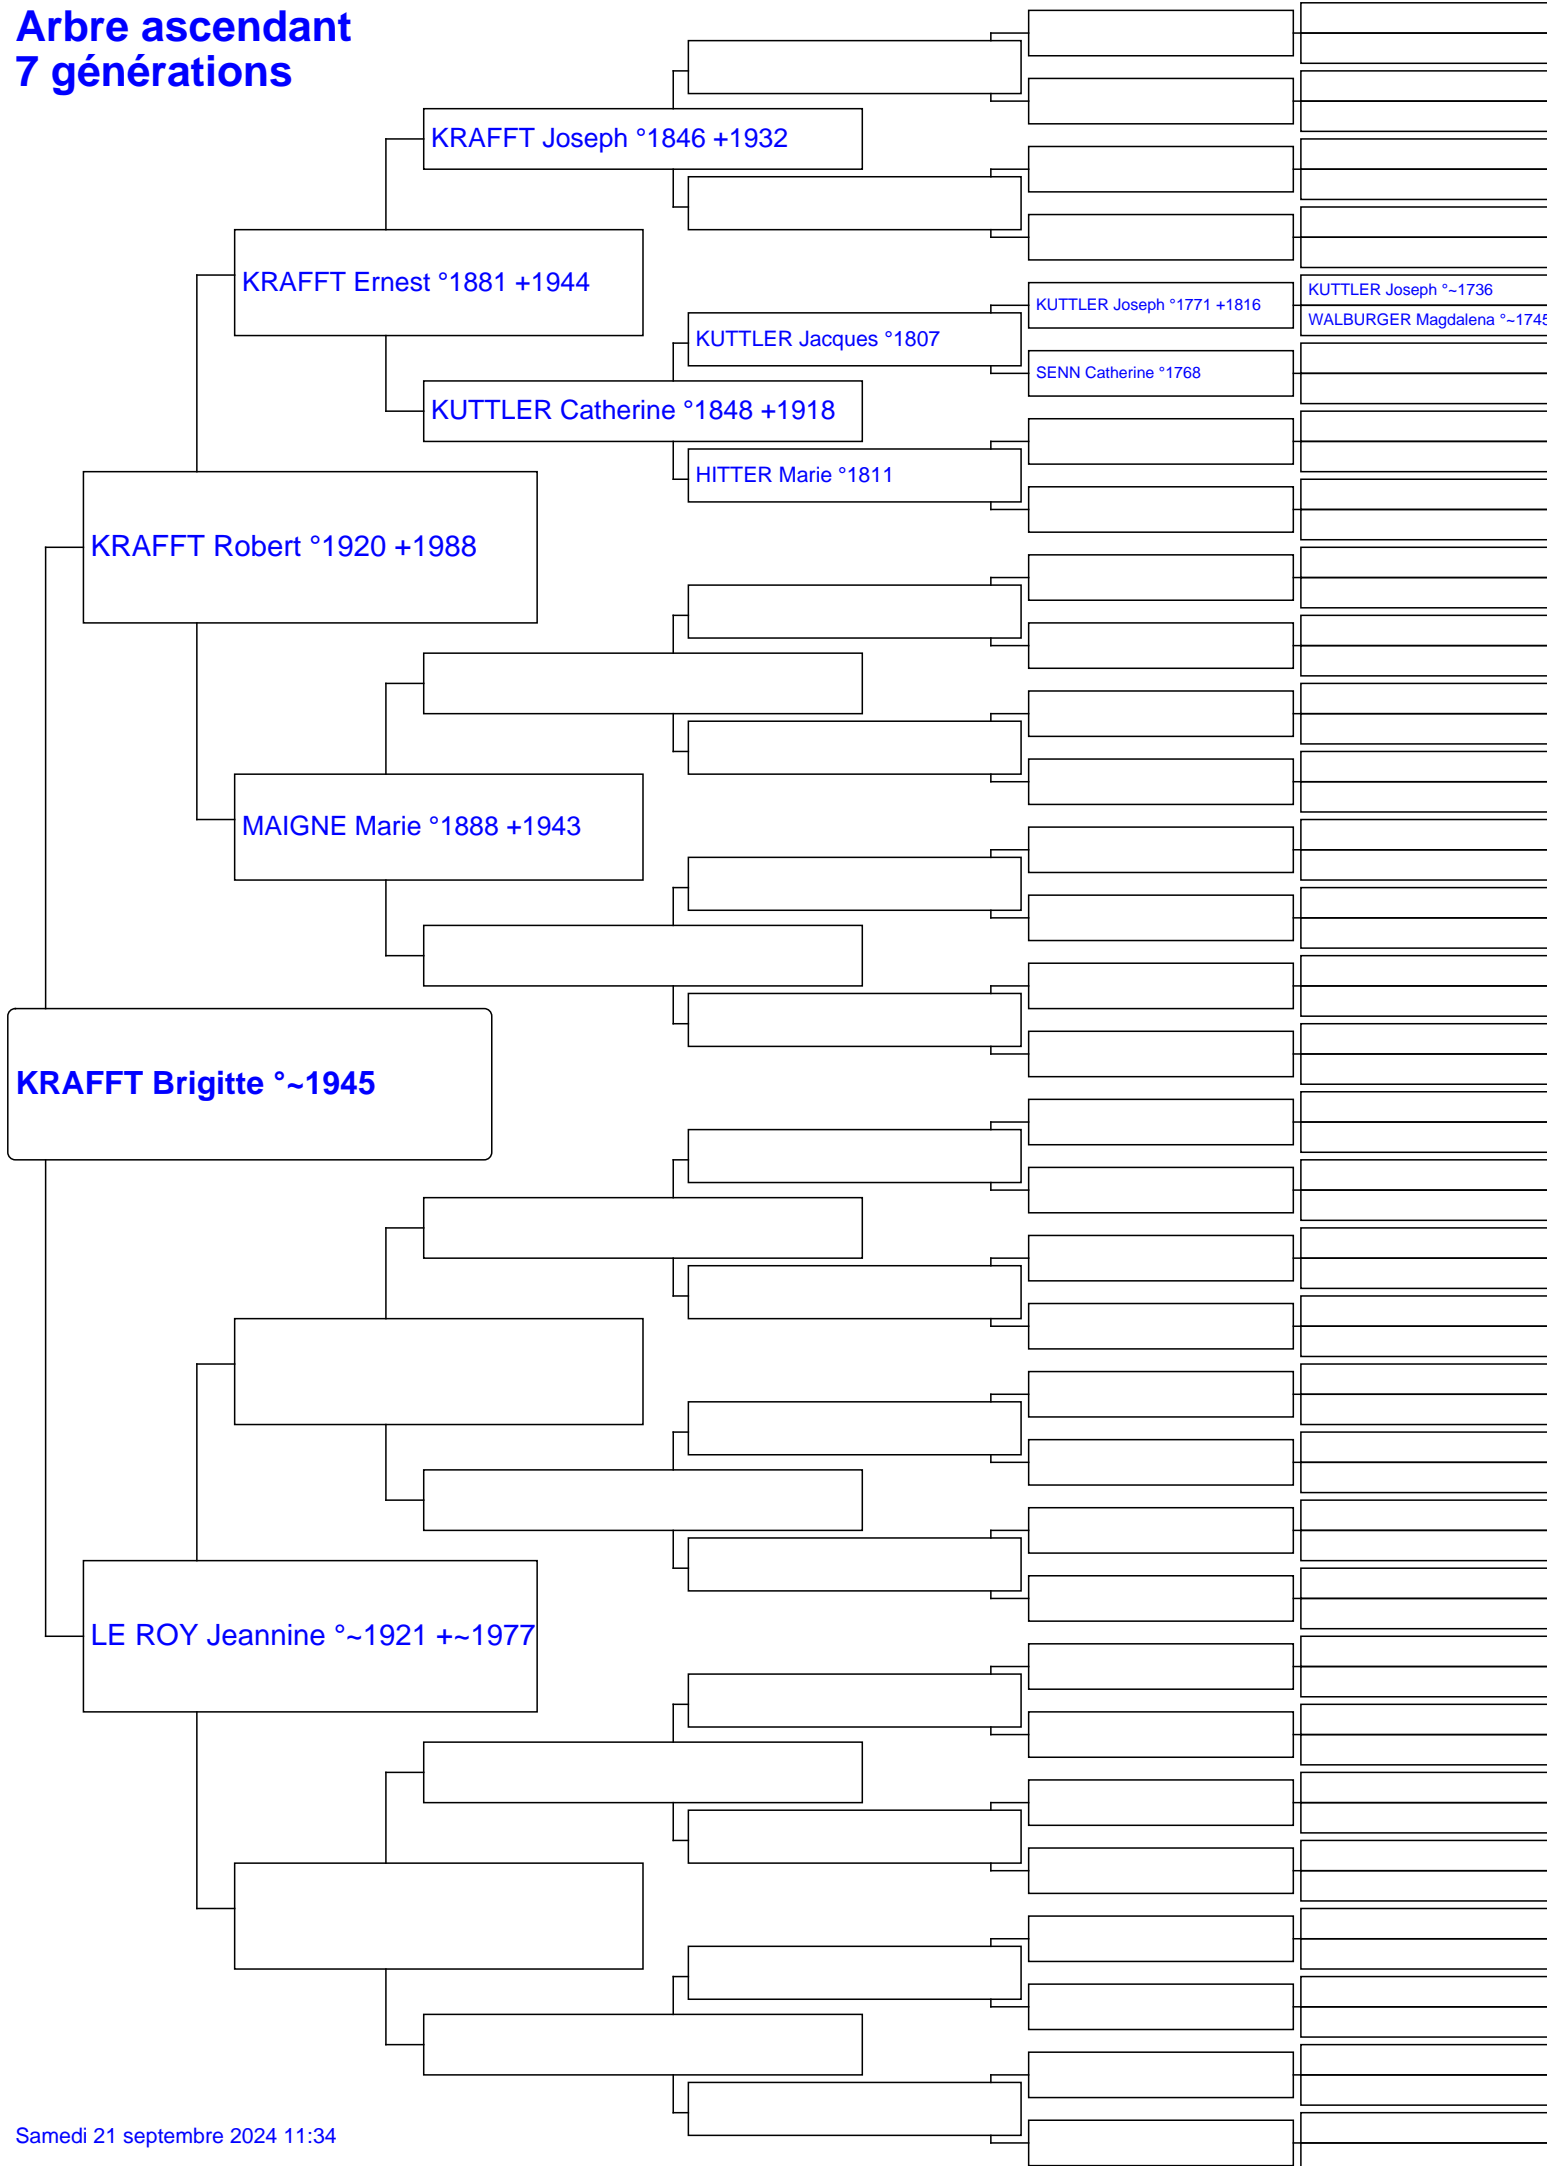 Arbre ascendant
7 générations
KRAFFT Joseph °1846 +1932
KRAFFT Ernest °1881 +1944
KUTTLER Joseph °~1736
KUTTLER Joseph °1771 +1816
WALBURGER Magdalena °~1745
KUTTLER Jacques °1807
SENN Catherine °1768
KUTTLER Catherine °1848 +1918
HITTER Marie °1811
KRAFFT Robert °1920 +1988
MAIGNE Marie °1888 +1943
KRAFFT Brigitte °~1945
LE ROY Jeannine °~1921 +~1977
Samedi 21 septembre 2024 11:34